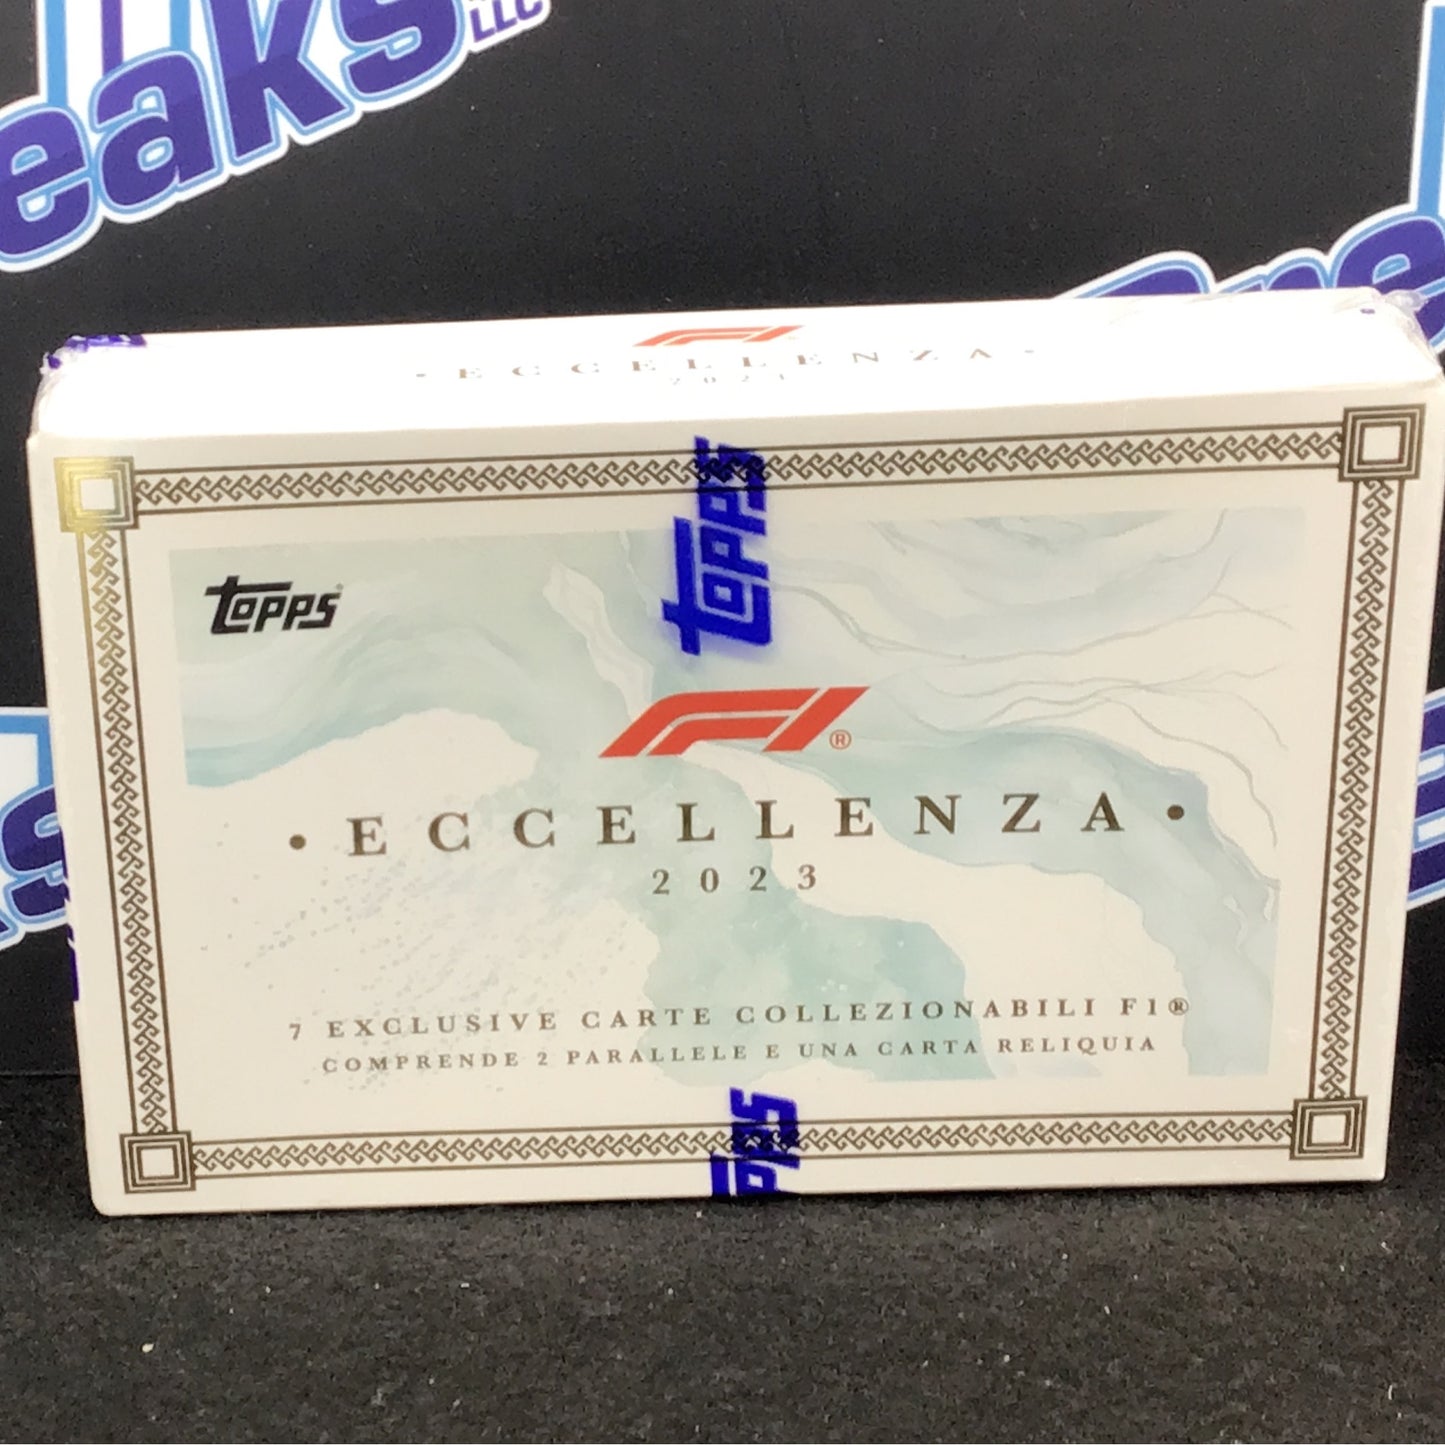 eaks
LLC
F1
• ECCELLENZA •
2023
Topps
Topps
F1®
• ECCELLENZA •
2023
7 EXCLUSIVE CARTE COLLEZIONABILI F1®
COMPRENDE 2 PARALLELE E UNA CARTA RELIQUIA